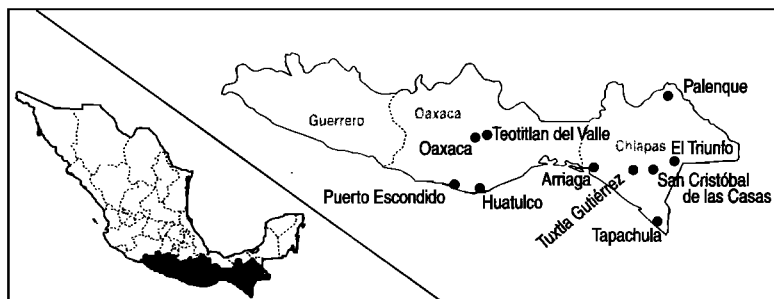 Palenque
Guerrero
Oaxaca
Teotitlan del Valle
Oaxaca
Chiapas
El Triunfo
Arriaga
San Cristóbal
de las Casas
Puerto Escondido
Huatulco
Tuxtla Gutiérrez
Tapachula